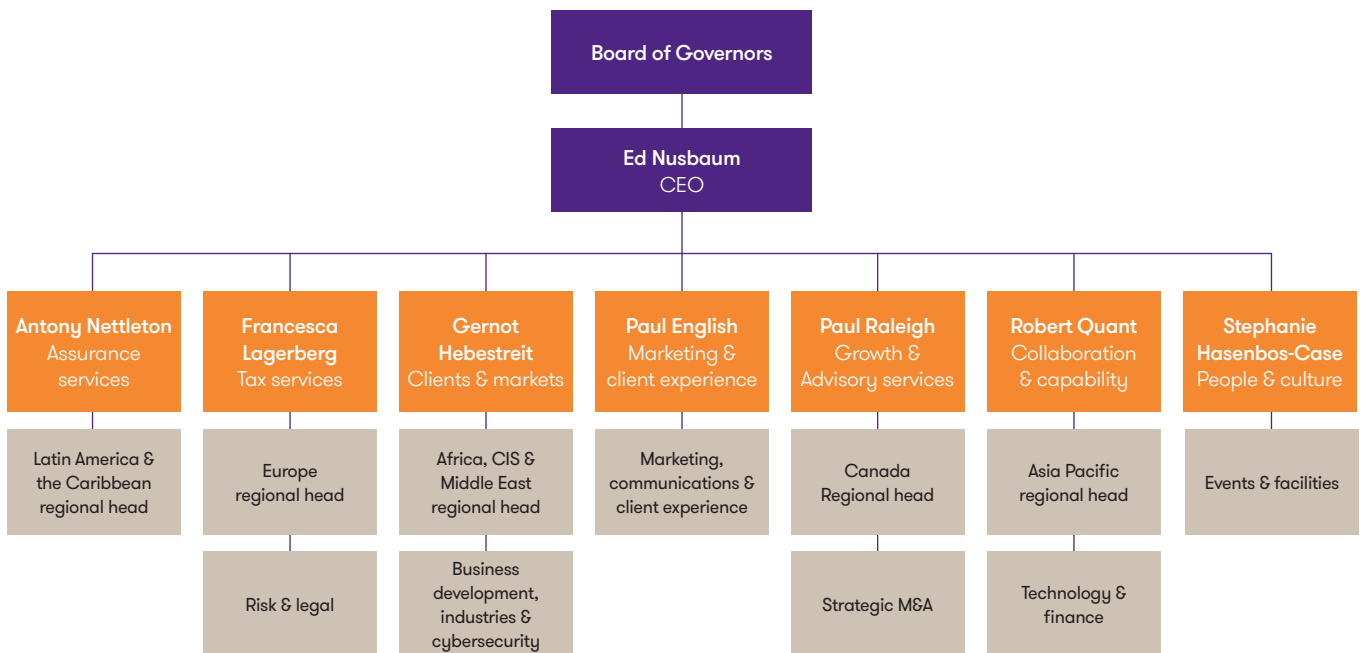 Board of Governors
Ed Nusbaum
CEO
Antony Nettleton
Assurance
services
Francesca
Lagerberg
Tax services
Gernot
Hebestreit
Clients & markets
Paul English
Marketing &
client experience
Paul Raleigh
Growth &
Advisory services
Robert Quant
Collaboration
& capability
Stephanie
Hasenbos-Case
People & culture
Latin America &
the Caribbean
regional head
Europe
regional head
Africa, CIS &
Middle East
regional head
Marketing,
communications &
client experience
Canada
Regional head
Asia Pacific
regional head
Events & facilities
Risk & legal
Business
development,
industries &
cybersecurity
Strategic M&A
Technology &
finance